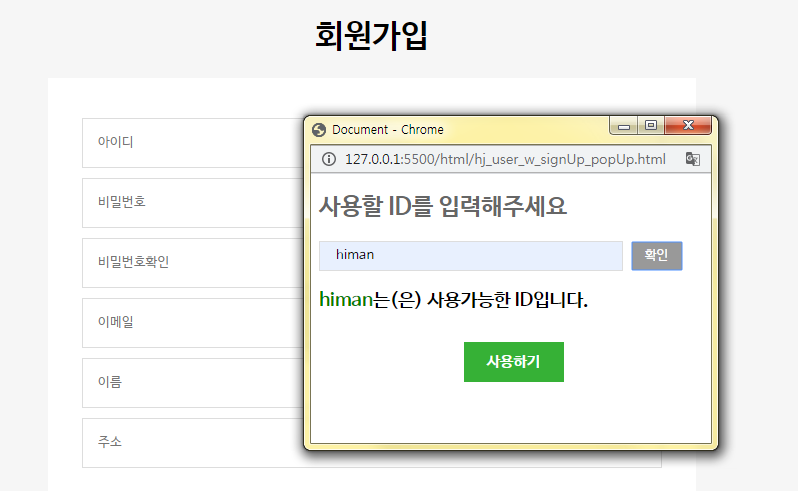 회원가입
아이디
비밀번호
비밀번호확인
이메일
이름
주소
Document - Chrome
127.0.0.1:5500/html/hj_user_w_signUp_popUp.html
사용할 ID를 입력해주세요
himan 확인
himan는(은) 사용가능한 ID입니다.
사용하기